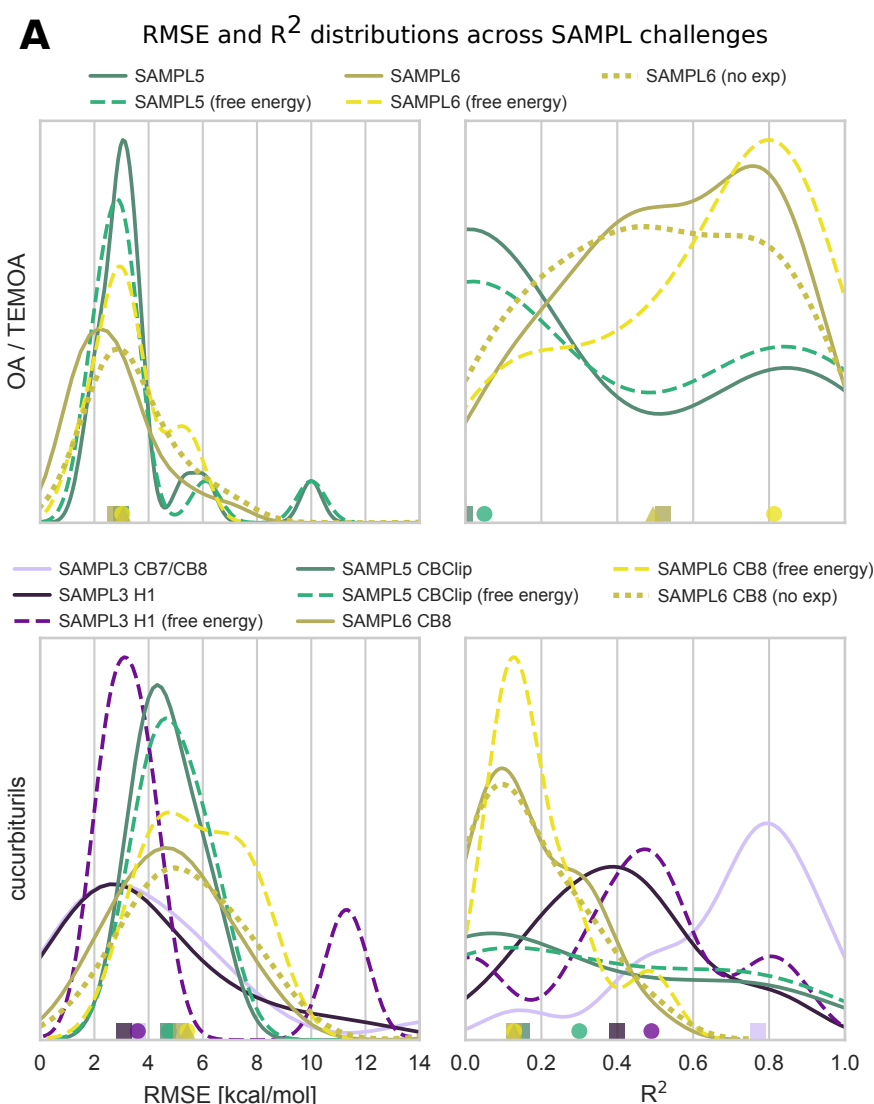 A
RMSE and R² distributions across SAMPL challenges
SAMPL5
SAMPL6
SAMPL6 (no exp)
SAMPL5 (free energy)
SAMPL6 (free energy)
OA / TEMOA
SAMPL3 CB7/CB8
SAMPL5 CBClip
SAMPL6 CB8 (free energy)
SAMPL3 H1
SAMPL5 CBClip (free energy)
SAMPL6 CB8 (no exp)
SAMPL3 H1 (free energy)
SAMPL6 CB8
cucurbiturils
0 2 4 6 8 10 12 14
0.0 0.2 0.4 0.6 0.8 1.0
RMSE [kcal/mol]
R²